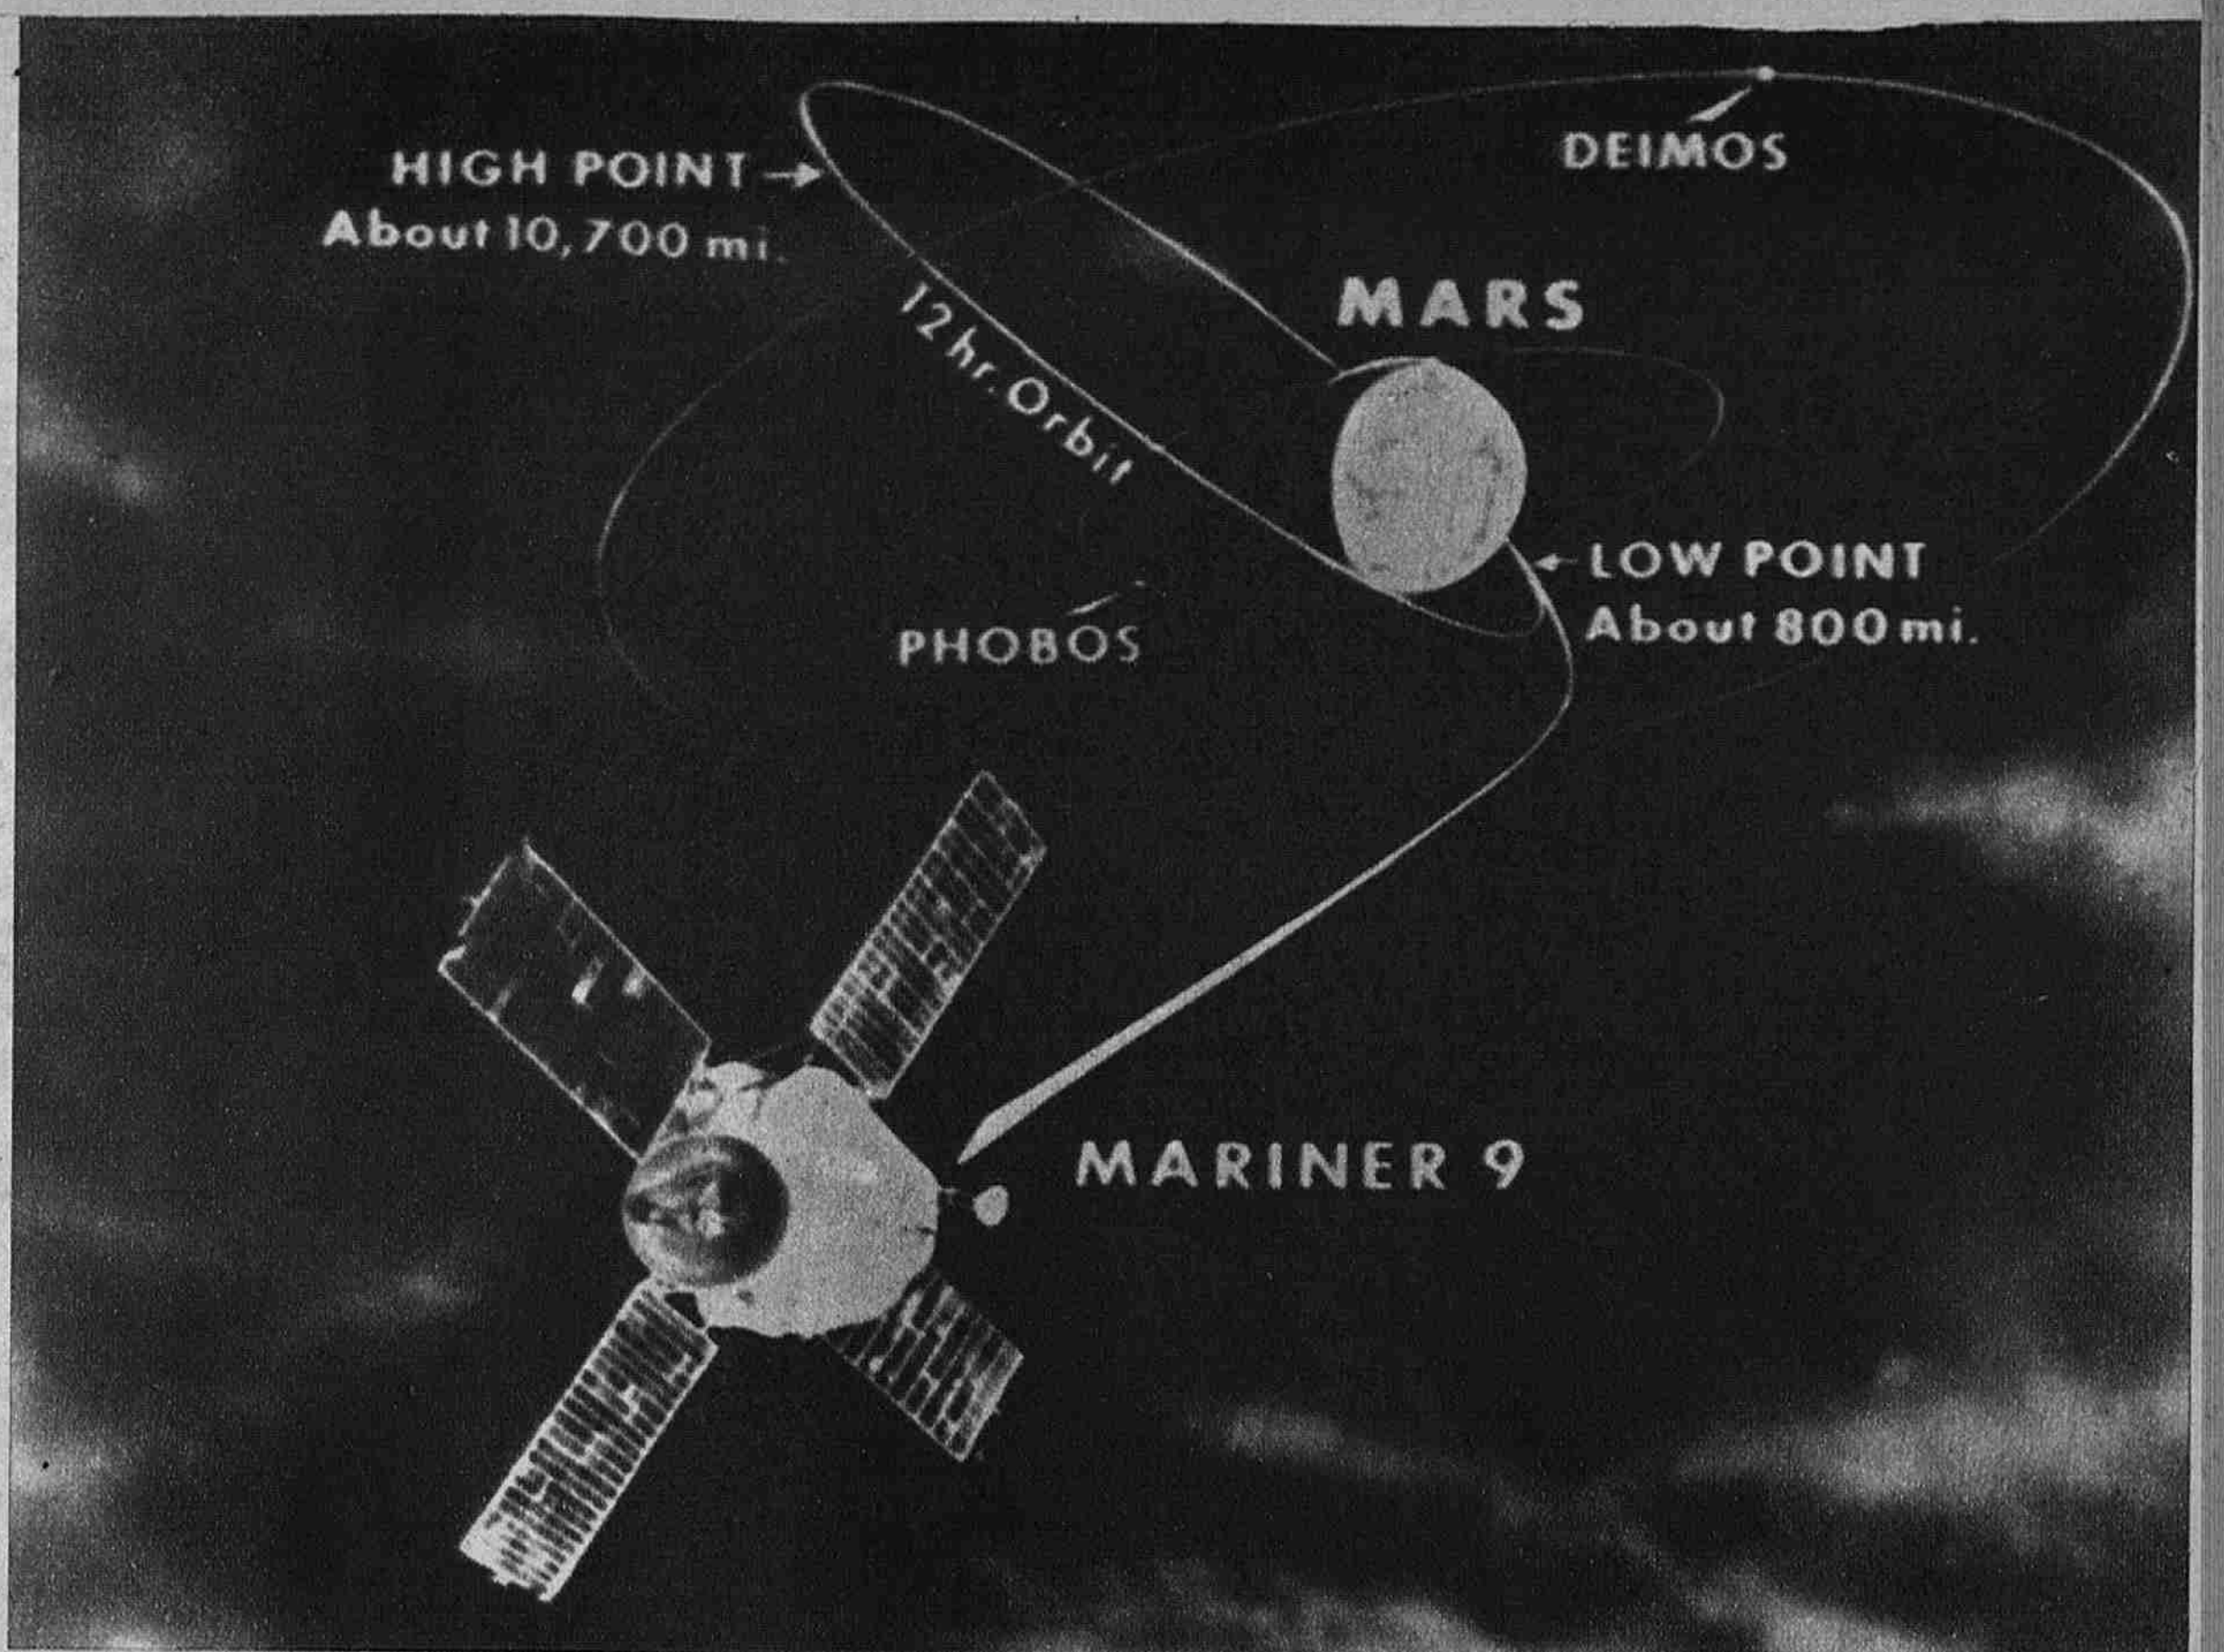 DEIMOS
HIGH POINT
About 10,700 mi.
MARS
12 hr. Orbit
LOW POINT
About 800 mi.
PHOBOS
MARINER 9